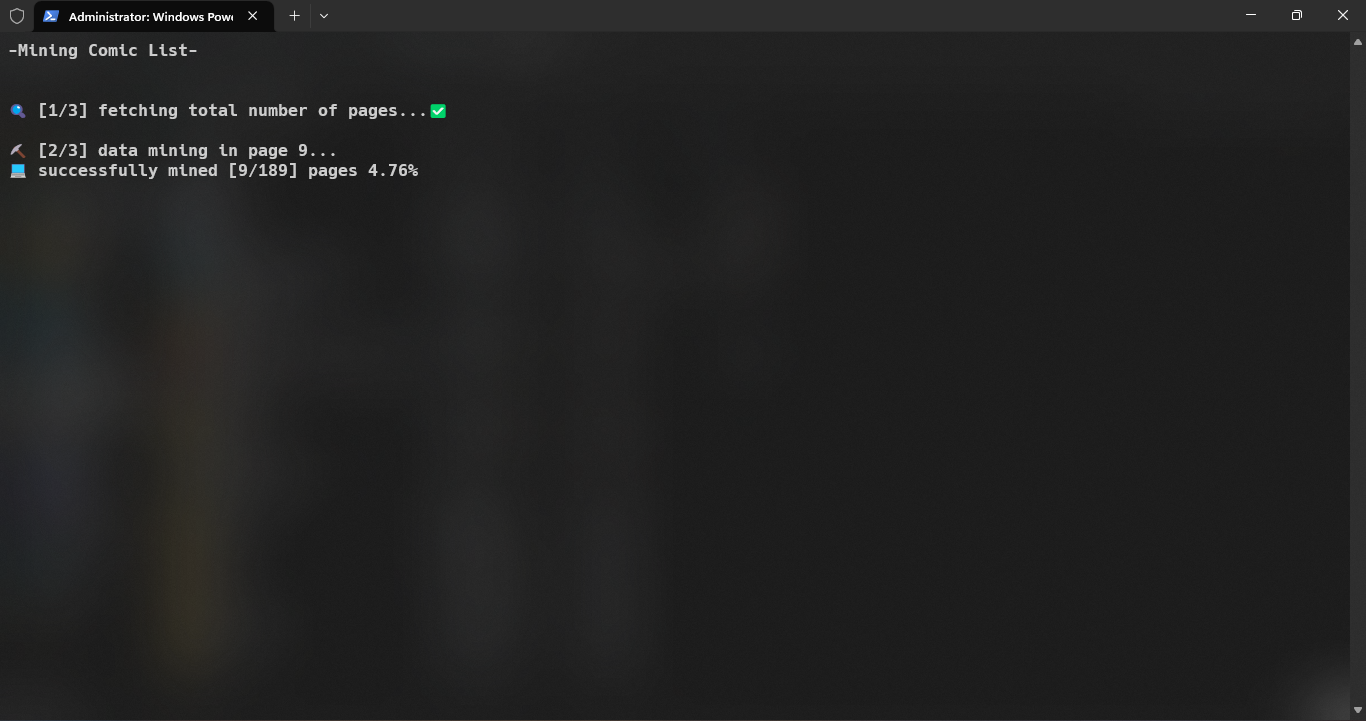 Administrator: Windows Pow
-Mining Comic List-
[1/3] fetching total number of pages...✅
[2/3] data mining in page 9...
successfully mined [9/189] pages 4.76%